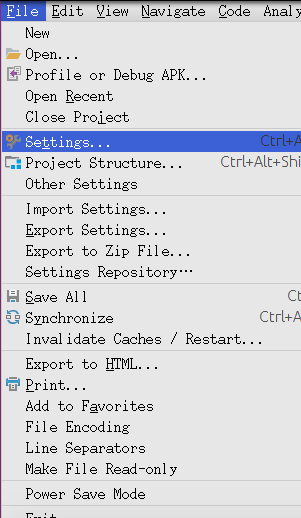 File Edit View Navigate Code Analy
New
Open...
Profile or Debug APK...
Open Recent
Close Project
Settings... Ctrl+A
Project Structure... Ctrl+Alt+Shi
Other Settings
Import Settings...
Export Settings...
Export to Zip File...
Settings Repository...
Save All Ct
Synchronize Ctrl+A
Invalidate Caches / Restart...
Export to HTML...
Print...
Add to Favorites
File Encoding
Line Separators
Make File Read-only
Power Save Mode
Exit